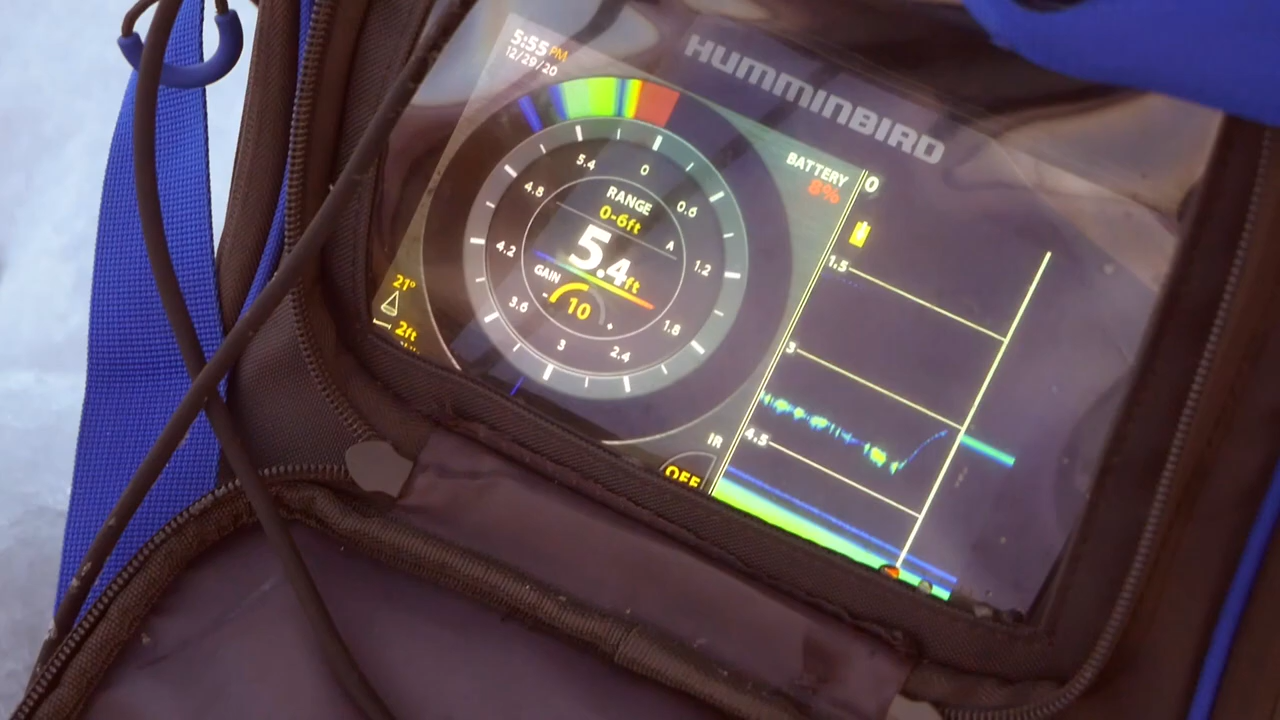 HUMMINBIRD
5:55 PM
12/29/20
BATTERY
8%
0
0.6
1.2
1.8
2.4
3
3.6
4.2
4.8
5.4
RANGE
0-6ft
A
5.4ft
GAIN
- 10 +
21°
2ft
IR
OFF
0
1.5
3
4.5